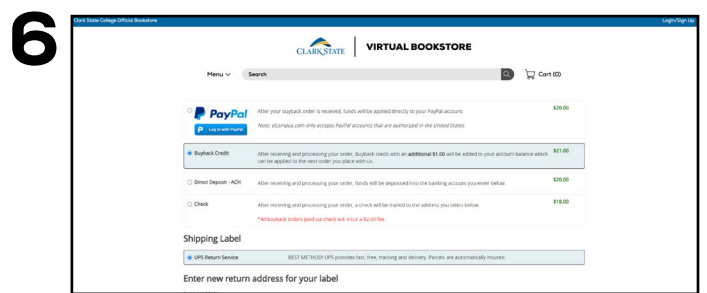 6
Clark State College Official Bookstore
Login/Sign Up
CLARK STATE
VIRTUAL BOOKSTORE
Menu
Search
Cart (0)
PayPal
Log In with PayPal
After your buyback order is received, funds will be applied directly to your PayPal account.
$20.00
Note: eCampus.com only accepts PayPal accounts that are authorized in the United States.
Buyback Credit
After receiving and processing your order, Buyback credit with an additional $1.00 will be added to your account balance which
can be applied to the next order you place with us.
$21.00
Direct Deposit - ACH
After receiving and processing your order, funds will be deposited into the banking account you enter below.
$20.00
Check
After receiving and processing your order, a check will be mailed to the address you select below.
$18.00
*All buyback orders paid via check will incur a $2.00 fee
Shipping Label
UPS Return Service
BEST METHOD! UPS provides fast, free, tracking and delivery. Parcels are automatically insured.
Enter new return address for your label